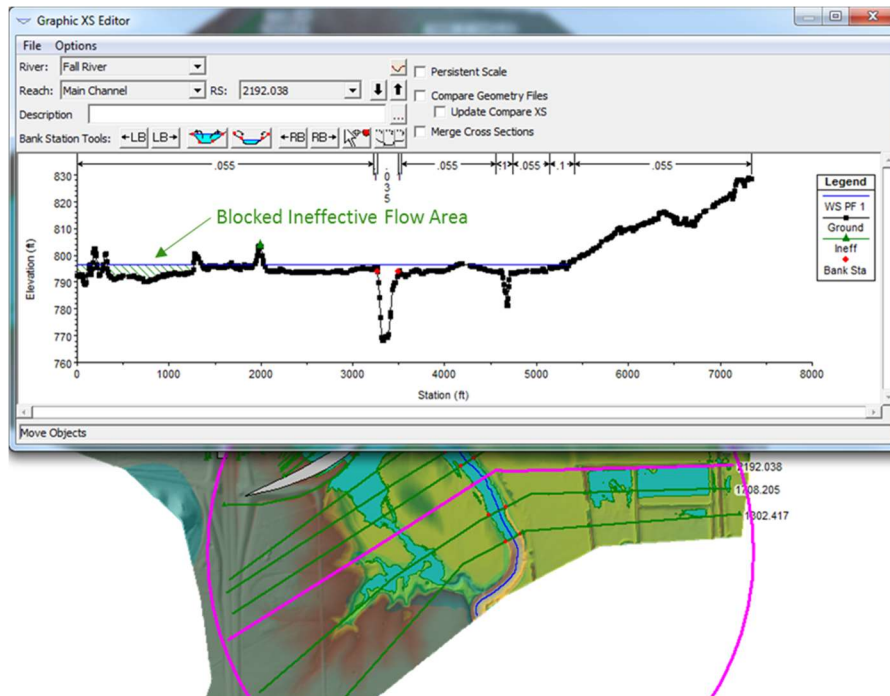 Graphic XS Editor
File Options
River: Fall River
Persistent Scale
Reach: Main Channel RS: 2192.038
Compare Geometry Files
Update Compare XS
Description ...
Merge Cross Sections
Bank Station Tools: ←LB LB→ ←RB RB→
.055 .035 .055 .1 .055 .1 .055
Blocked Ineffective Flow Area
Elevation (ft)
830
820
810
800
790
780
770
760
0 1000 2000 3000 4000 5000 6000 7000 8000
Station (ft)
Legend
WS PF 1
Ground
Ineff
Bank Sta
Move Objects
2192.038
1708.205
1302.417